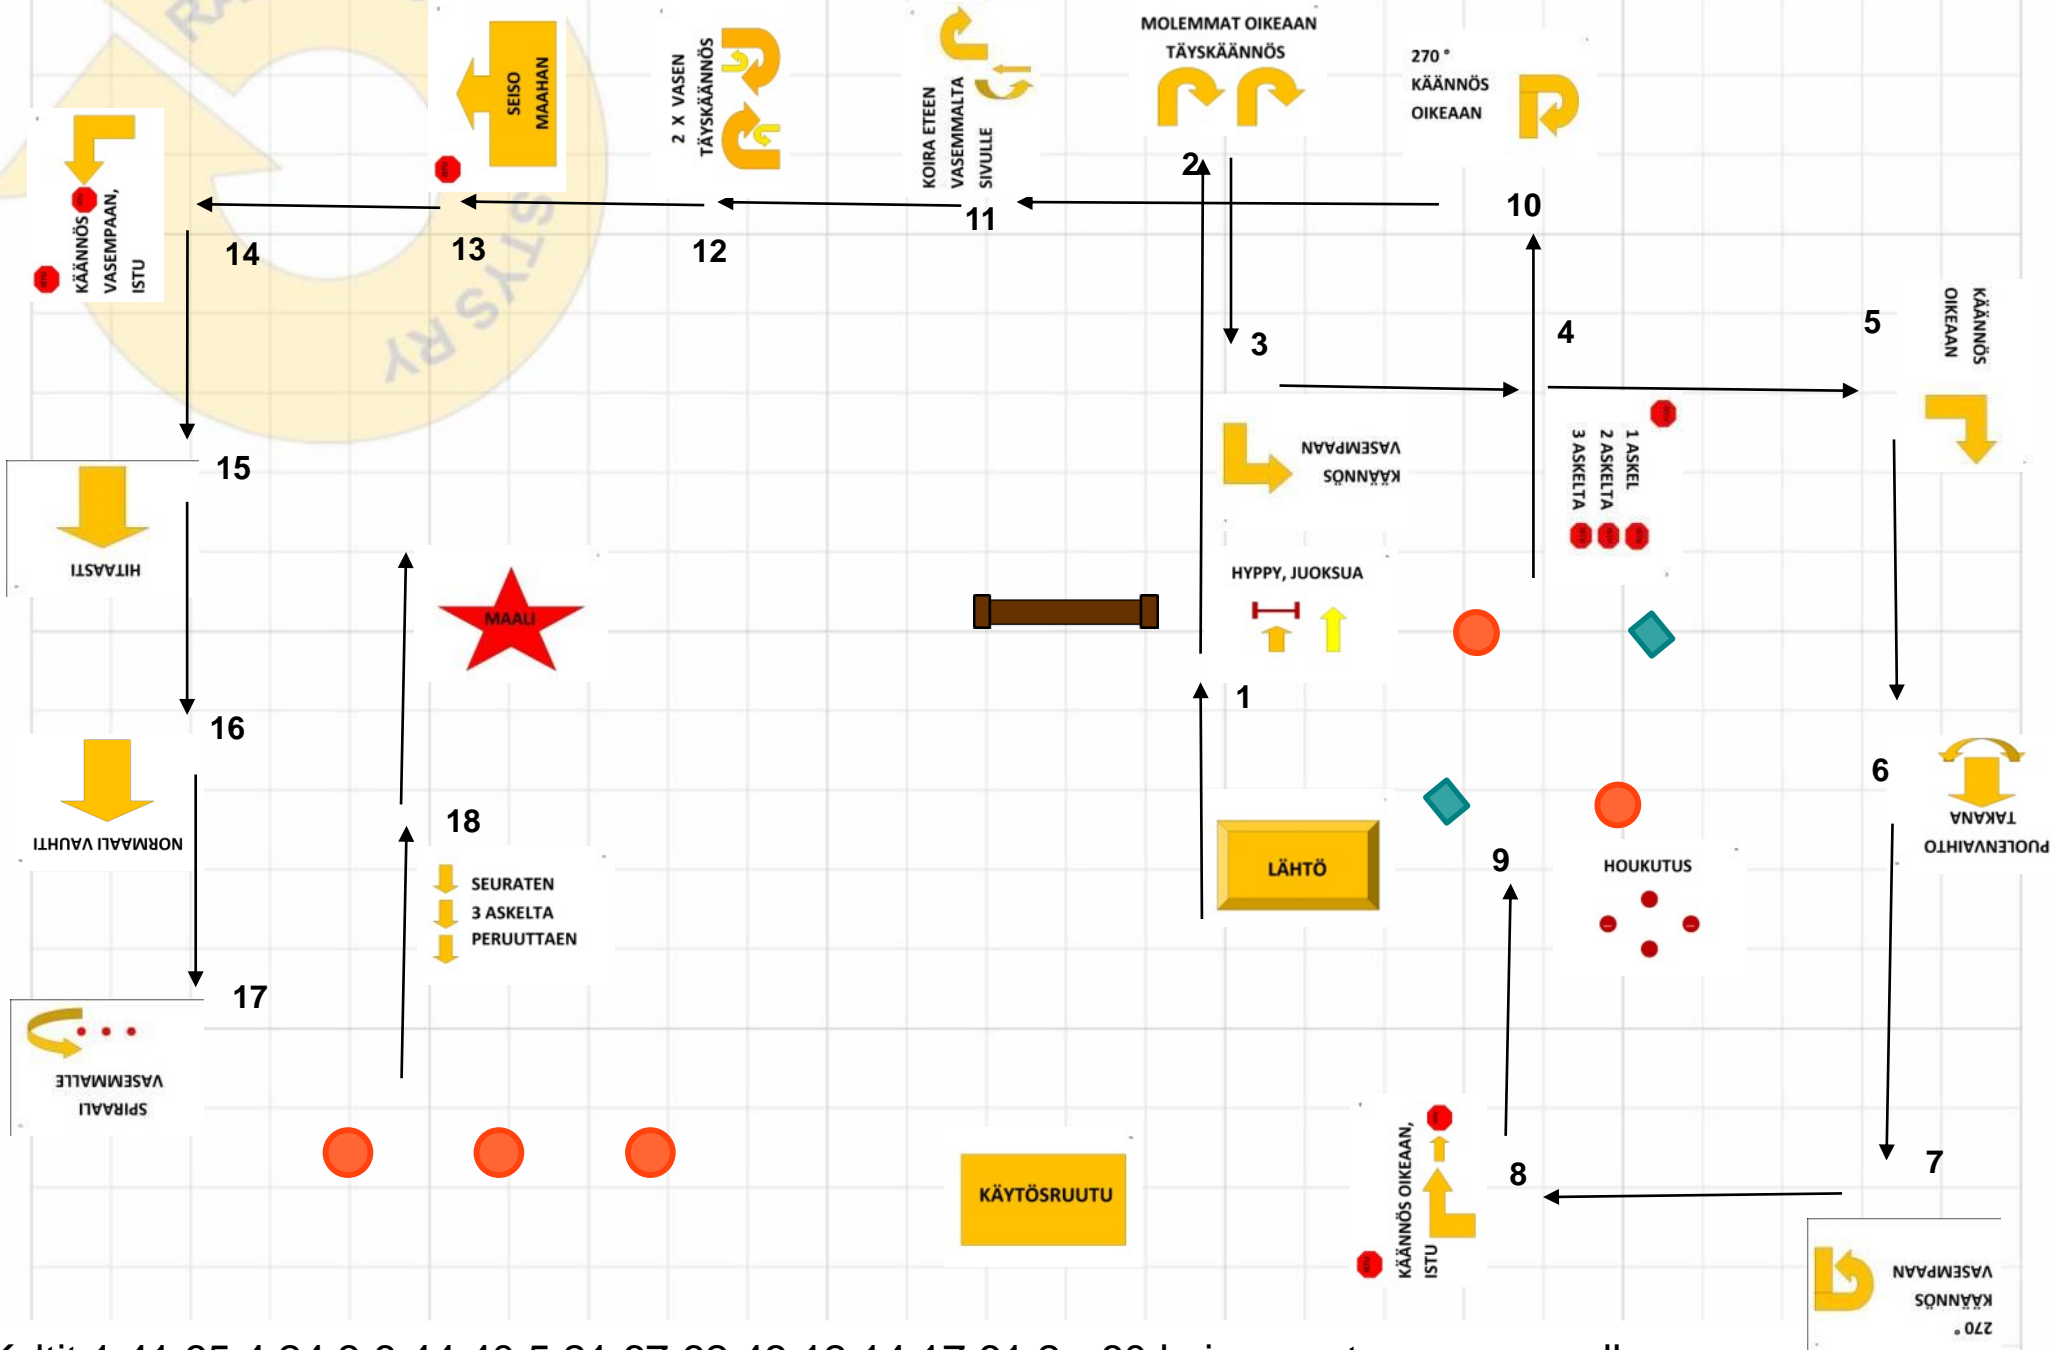 MOLEMMAT OIKEAAN
TÄYSKÄÄNNÖS
270 °
KÄÄNNÖS
OIKEAAN
KOIRA ETEEN
VASEMMALTA
SIVULLE
2 X VASEN
TÄYSKÄÄNNÖS
SEISO
MAAHAN
KÄÄNNÖS
VASEMPAAN,
ISTU
STYS RY
2
10
11
12
13
14
3
4
5
KÄÄNNÖS
OIKEAAN
KÄÄNNÖS
VASEMPAAN
1 ASKEL
2 ASKELTA
3 ASKELTA
15
HITAASTI
HYPPY, JUOKSUA
MAALI
1
16
NORMAALI VAUHTI
6
PUOLENVAIHTO
TAKANA
18
SEURATEN
3 ASKELTA
PERUUTTAEN
LÄHTÖ
9
HOUKUTUS
17
SPIRAALI
VASEMMALLE
KÄYTÖSRUUTU
KÄÄNNÖS OIKEAAN,
ISTU
8
7
270°
KÄÄNNÖS
VASEMPAAN